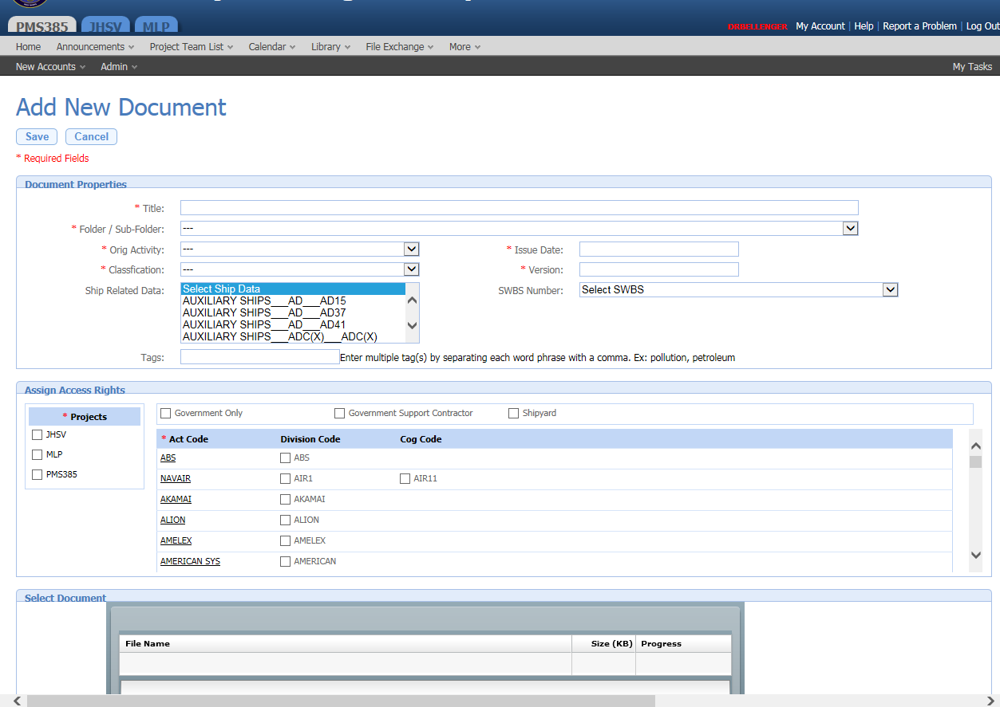 PMS385 JHSV MLP
DRBELLENGER My Account | Help | Report a Problem | Log Out
Home Announcements Project Team List Calendar Library File Exchange More
New Accounts Admin My Tasks
Add New Document
Save Cancel
* Required Fields
Document Properties
* Title:
* Folder / Sub-Folder: ---
* Orig Activity: --- * Issue Date:
* Classfication: --- * Version:
Ship Related Data: Select Ship Data SWBS Number: Select SWBS
AUXILIARY SHIPS___AD___AD15
AUXILIARY SHIPS___AD___AD37
AUXILIARY SHIPS___AD___AD41
AUXILIARY SHIPS___ADC(X)___ADC(X)
Tags: Enter multiple tag(s) by separating each word phrase with a comma. Ex: pollution, petroleum
Assign Access Rights
* Projects
JHSV
MLP
PMS385
Government Only Government Support Contractor Shipyard
* Act Code Division Code Cog Code
ABS ABS
NAVAIR AIR1 AIR11
AKAMAI AKAMAI
ALION ALION
AMELEX AMELEX
AMERICAN SYS AMERICAN
Select Document
File Name Size (KB) Progress